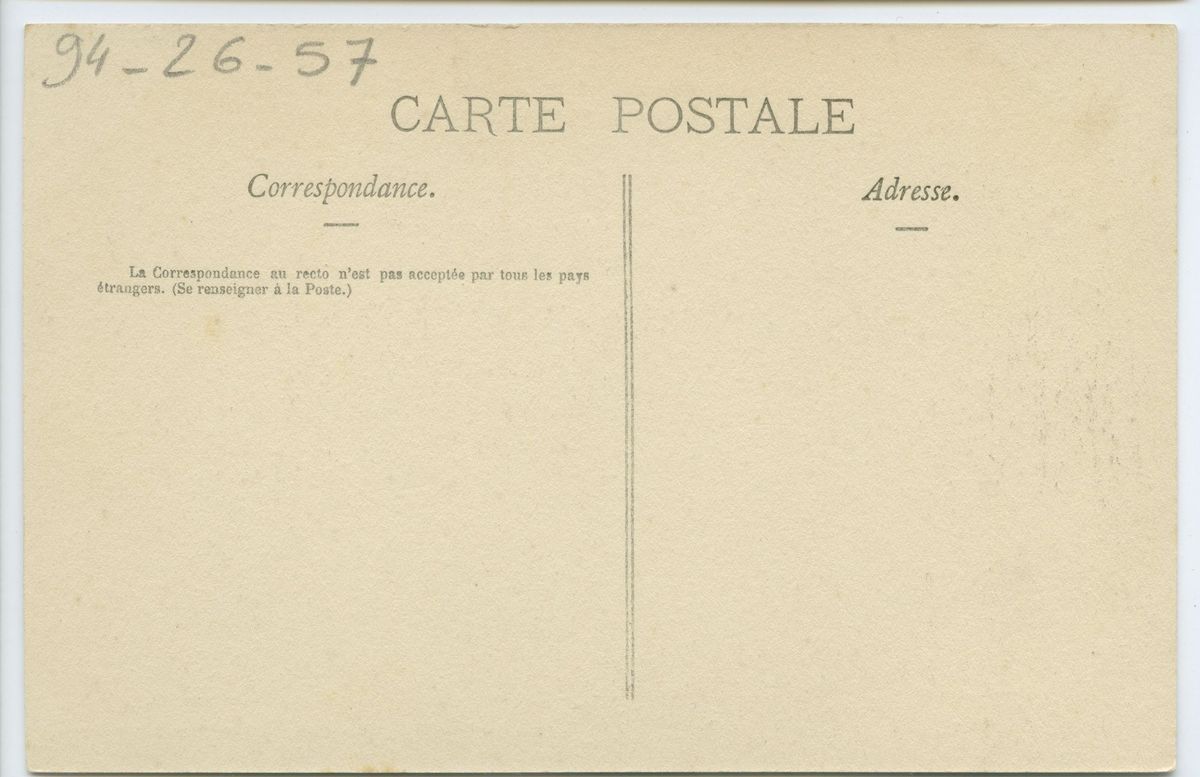 94-26-57
CARTE POSTALE
Correspondance.
Adresse.
La Correspondance au recto n'est pas acceptée par tous les pays
étrangers. (Se renseigner à la Poste.)